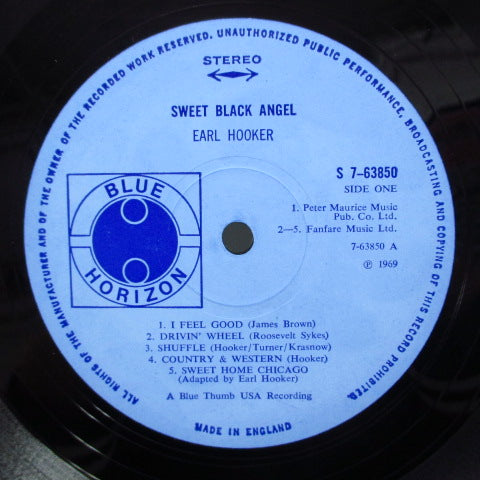 ALL RIGHTS OF THE MANUFACTURER AND OF THE OWNER OF THE RECORDED WORK RESERVED. UNAUTHORIZED PUBLIC PERFORMANCE, BROADCASTING AND COPYING OF THIS RECORD PROHIBITED.
STEREO
SWEET BLACK ANGEL
EARL HOOKER
S 7-63850
SIDE ONE
1. Peter Maurice Music
Pub. Co. Ltd.
2—5. Fanfare Music Ltd.
7-63850 A
℗ 1969
BLUE
HORIZON
1. I FEEL GOOD (James Brown)
2. DRIVIN' WHEEL (Roosevelt Sykes)
3. SHUFFLE (Hooker/Turner/Krasnow)
4. COUNTRY & WESTERN (Hooker)
5. SWEET HOME CHICAGO
(Adapted by Earl Hooker)
A Blue Thumb USA Recording
MADE IN ENGLAND